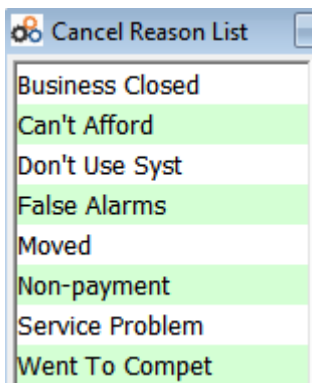 Cancel Reason List
Business Closed
Can't Afford
Don't Use Syst
False Alarms
Moved
Non-payment
Service Problem
Went To Compet